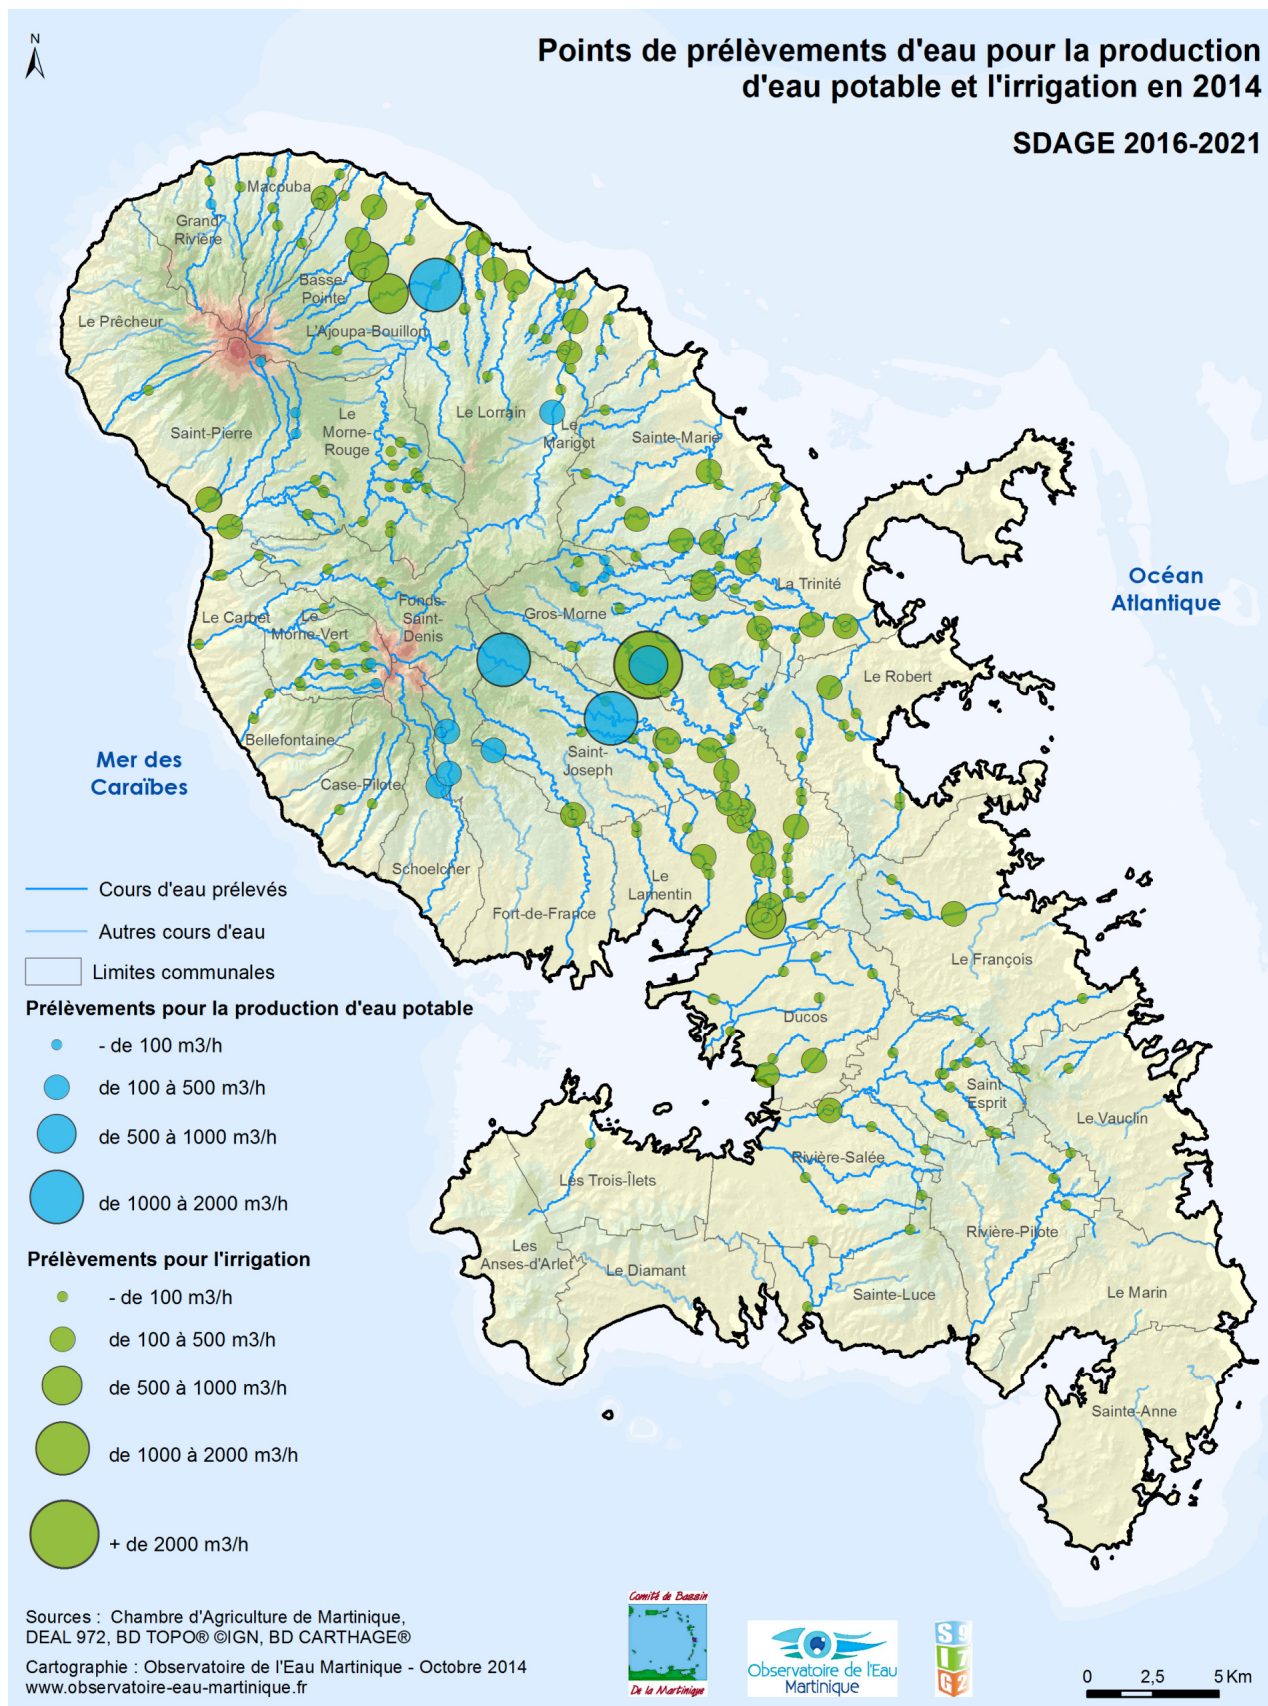 N
Points de prélèvements d'eau pour la production
d'eau potable et l'irrigation en 2014
SDAGE 2016-2021
Macouba
Grand'
Rivière
Basse-
Pointe
Le Prêcheur
L'Ajoupa-Bouillon
Saint-Pierre
Le
Morne-
Rouge
Le Lorrain
Le
Marigot
Sainte-Marie
La Trinité
Océan
Atlantique
Le Carbet
Le
Morne-Vert
Fonds-
Saint-
Denis
Gros-Morne
Le Robert
Bellefontaine
Mer des
Caraïbes
Case-Pilote
Saint-
Joseph
Schoelcher
Le
Lamentin
Fort-de-France
Le François
Ducos
Saint-
Esprit
Le Vauclin
Rivière-Salée
Les Trois-Îlets
Rivière-Pilote
Les
Anses-d'Arlet
Le Diamant
Sainte-Luce
Le Marin
Sainte-Anne
Cours d'eau prélevés
Autres cours d'eau
Limites communales
Prélèvements pour la production d'eau potable
- de 100 m3/h
de 100 à 500 m3/h
de 500 à 1000 m3/h
de 1000 à 2000 m3/h
Prélèvements pour l'irrigation
- de 100 m3/h
de 100 à 500 m3/h
de 500 à 1000 m3/h
de 1000 à 2000 m3/h
+ de 2000 m3/h
Sources : Chambre d'Agriculture de Martinique,
DEAL 972, BD TOPO® ©IGN, BD CARTHAGE®
Cartographie : Observatoire de l'Eau Martinique - Octobre 2014
www.observatoire-eau-martinique.fr
Comité de Bassin
De la Martinique
Observatoire de l'Eau
Martinique
S 9
I 7
G 2
0 2,5 5 Km